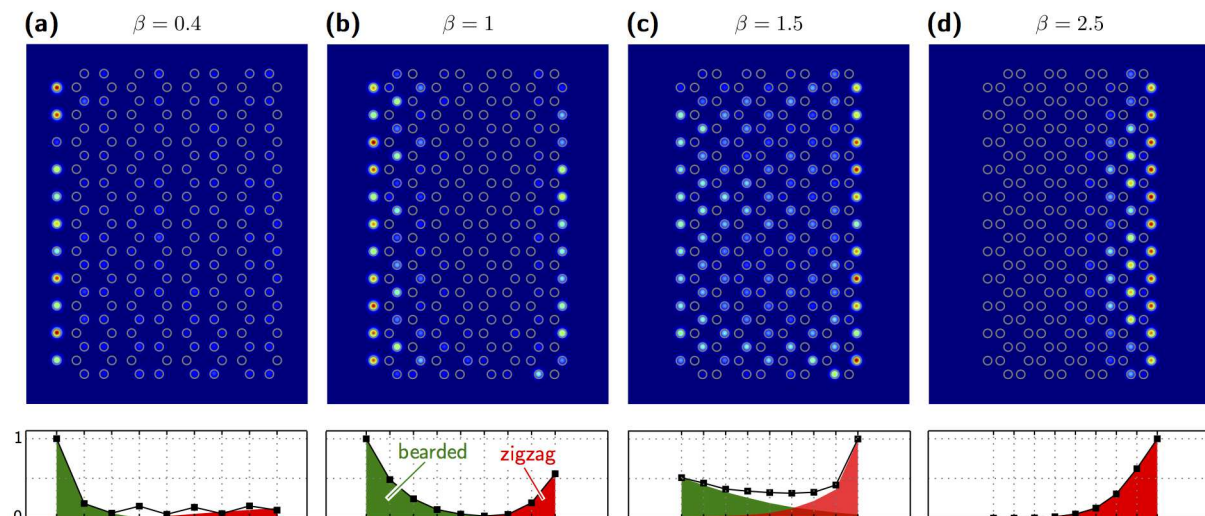 (a) β = 0.4 (b) β = 1 (c) β = 1.5 (d) β = 2.5
1
bearded zigzag
0